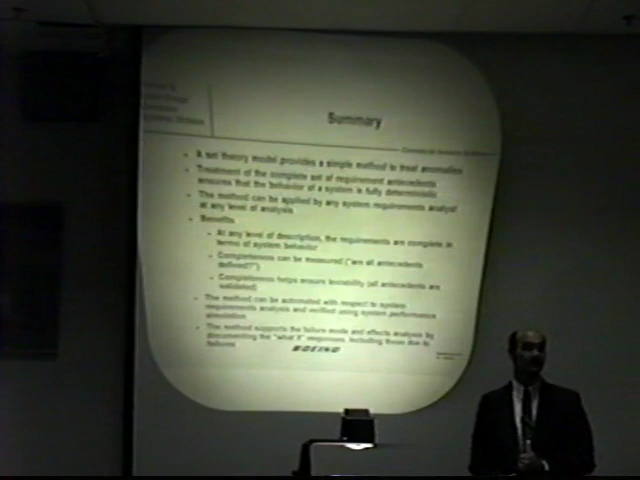 Summary
- A set theory model provides a simple method to treat anomalies
- Treatment of the complete set of requirement antecedents
ensures that the behavior of a system is fully deterministic
- The method can be applied by any system requirements analyst
at any level of analysis
- Benefits
- At any level of description, the requirements are complete in
terms of system behavior
- Completeness can be measured ("are all antecedents
defined?")
- Completeness helps ensure testability (all antecedents are
validated)
- The method can be automated with respect to system
requirements analysis and verified using system performance
simulation
- The method supports the failure mode and effects analysis by
documenting the "what if" responses, including those due to
failures
BOEING